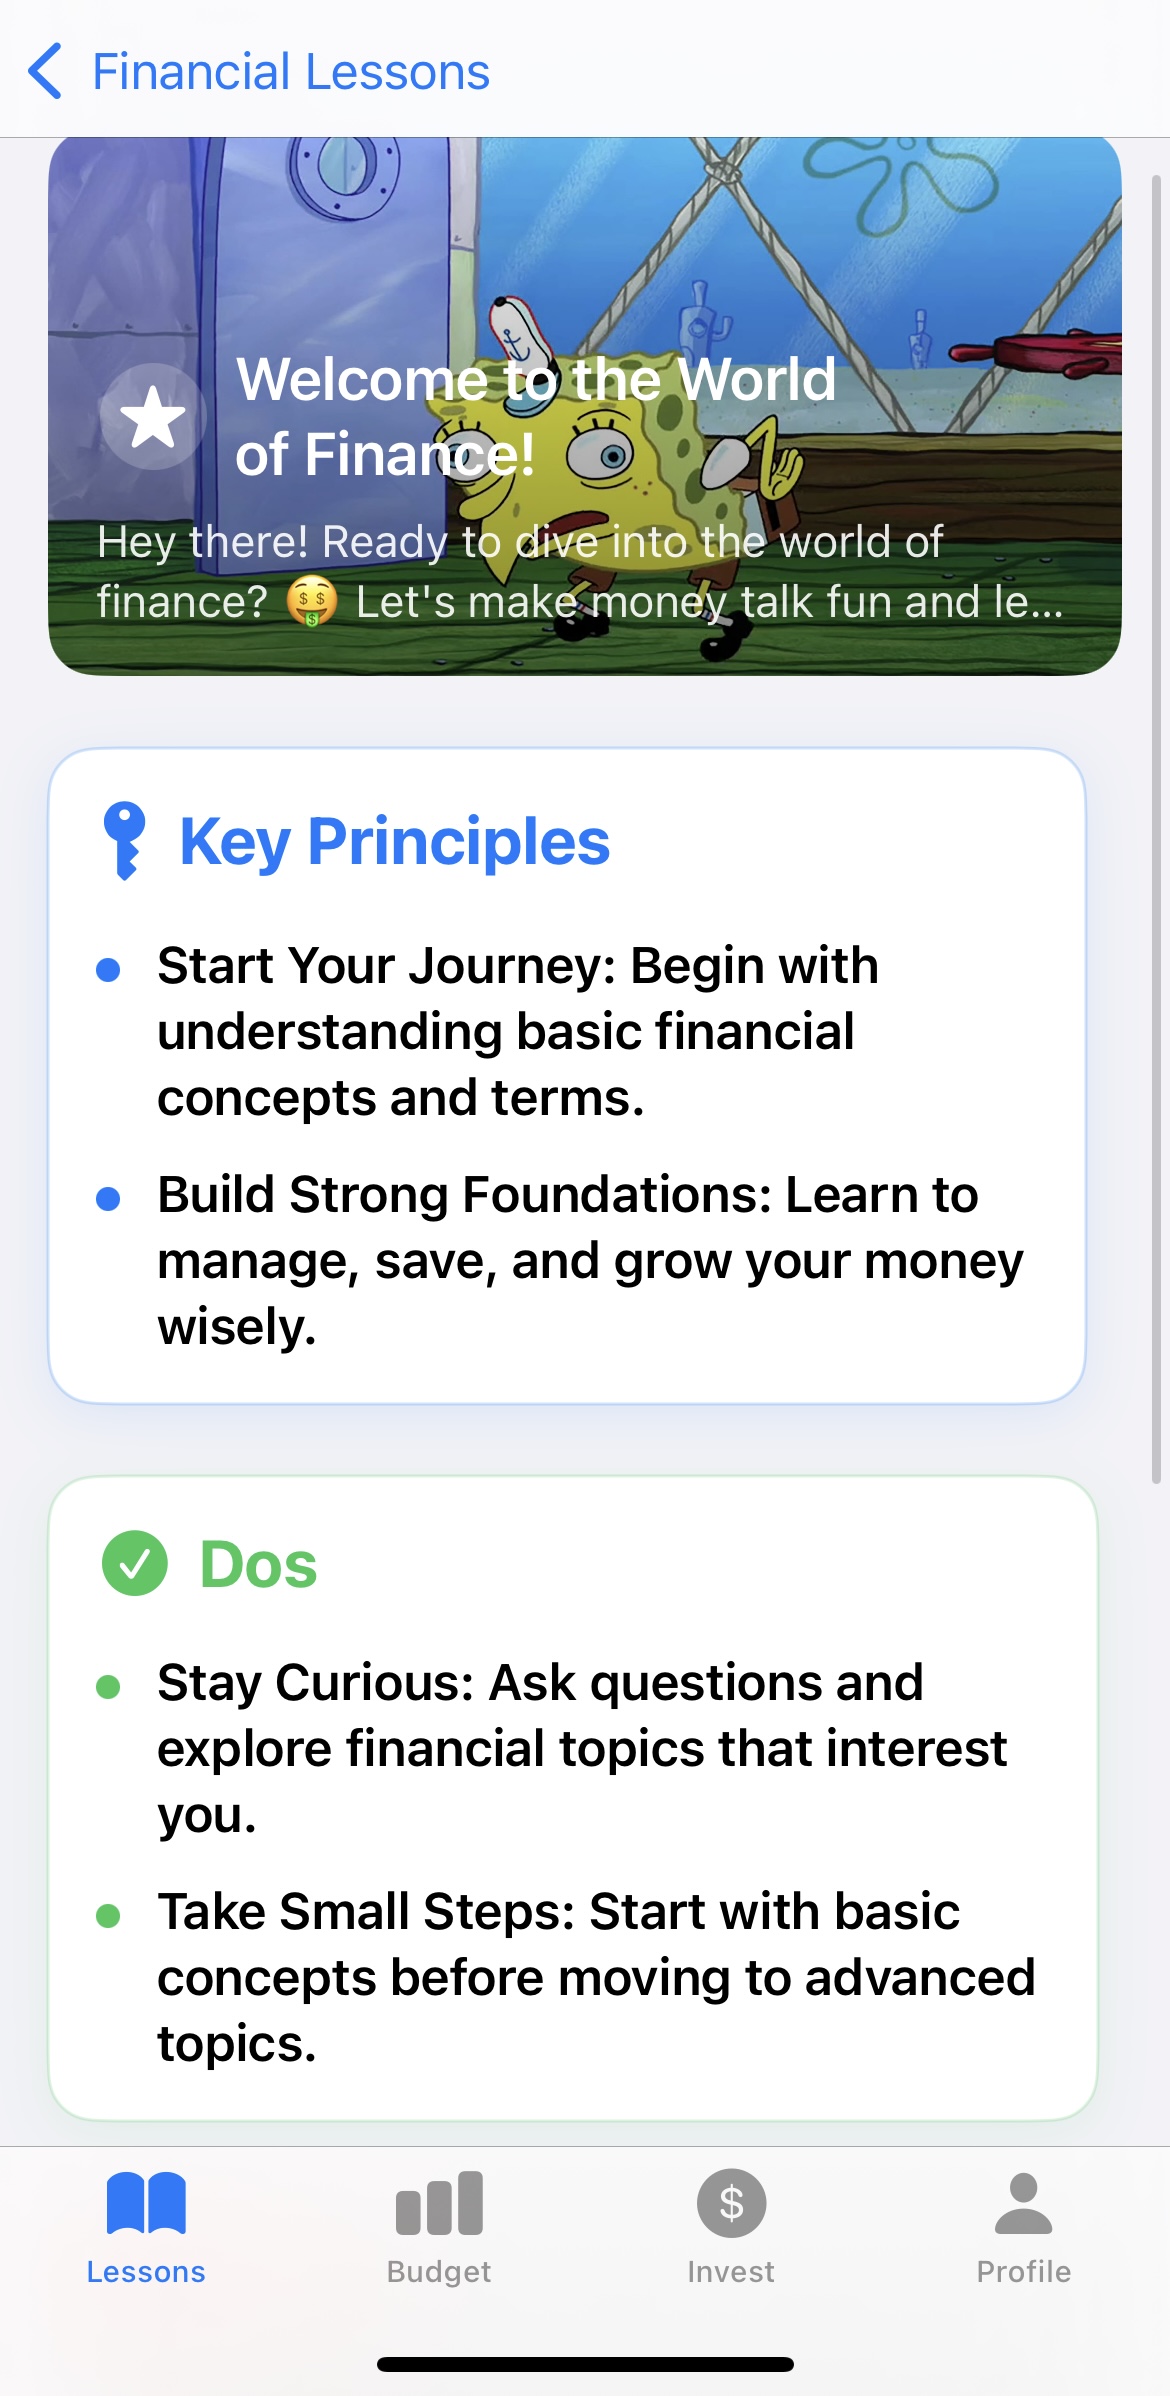 Financial Lessons
Welcome to the World
of Finance!
Hey there! Ready to dive into the world of
finance? 🤑 Let's make money talk fun and le...
Key Principles
Start Your Journey: Begin with
understanding basic financial
concepts and terms.
Build Strong Foundations: Learn to
manage, save, and grow your money
wisely.
Dos
Stay Curious: Ask questions and
explore financial topics that interest
you.
Take Small Steps: Start with basic
concepts before moving to advanced
topics.
Lessons
Budget
Invest
Profile